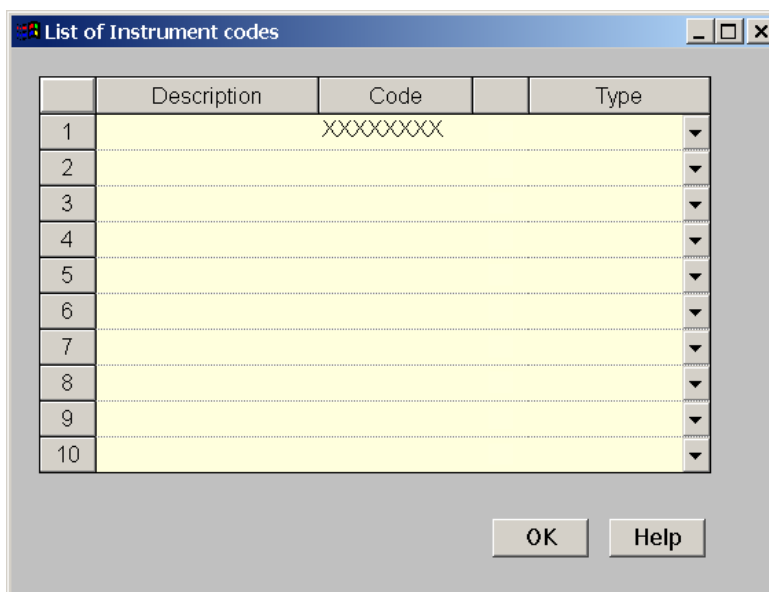 List of Instrument codes
Description Code Type
1 XXXXXXXX
2
3
4
5
6
7
8
9
10
OK Help